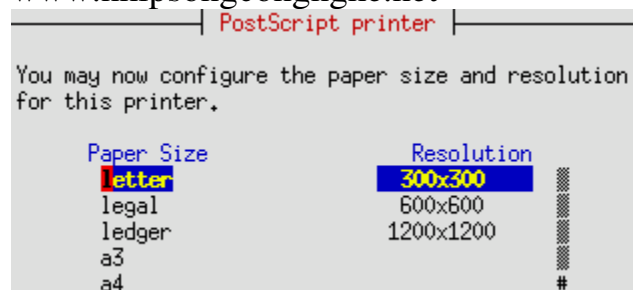 PostScript printer
You may now configure the paper size and resolution
for this printer.
Paper Size Resolution
letter 300x300
legal 600x600
ledger 1200x1200
a3
a4 #